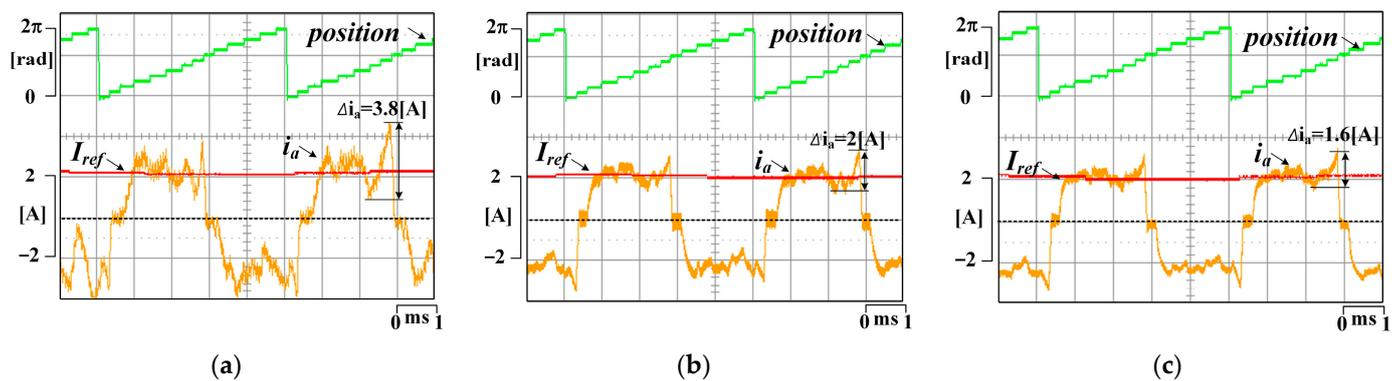 2π
[rad]
0
position
Δia=3.8[A]
Iref
ia
2
[A]
−2
0 ms 1
(a)
2π
[rad]
0
position
Δia=2[A]
Iref
ia
2
[A]
−2
0 ms 1
(b)
2π
[rad]
0
position
Δia=1.6[A]
Iref
ia
2
[A]
−2
0 ms 1
(c)